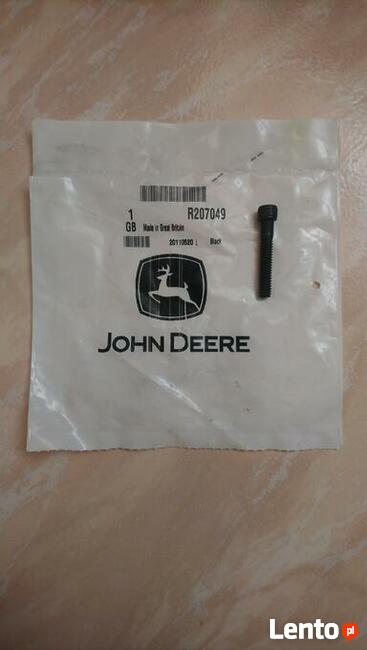 1 R207049
GB Made in Great Britain
20110520 L Black
JOHN DEERE
Lento pl